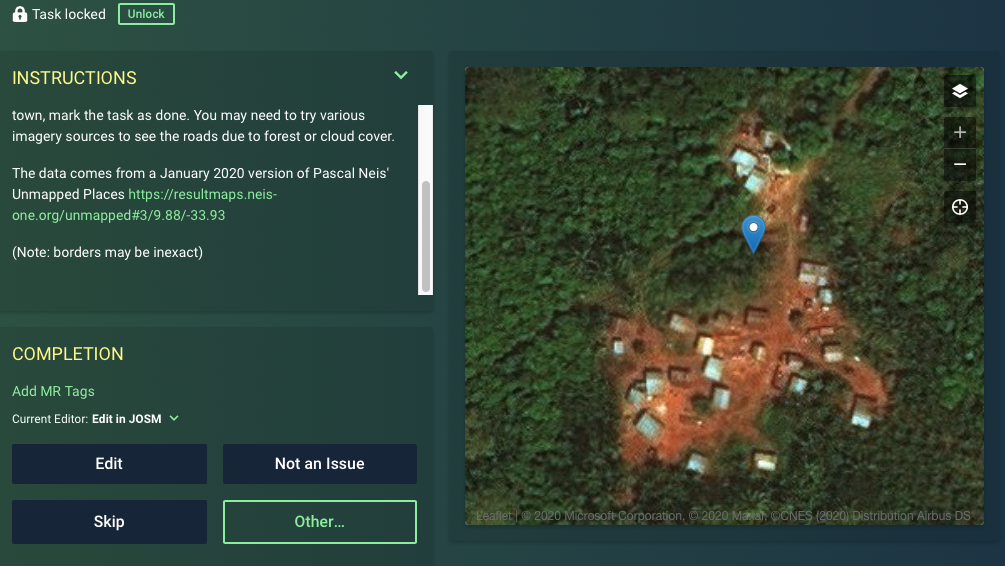 Task locked
Unlock
INSTRUCTIONS
town, mark the task as done. You may need to try various
imagery sources to see the roads due to forest or cloud cover.
The data comes from a January 2020 version of Pascal Neis'
Unmapped Places https://resultmaps.neis-
one.org/unmapped#3/9.88/-33.93
(Note: borders may be inexact)
COMPLETION
Add MR Tags
Current Editor: Edit in JOSM
Edit
Not an Issue
Skip
Other...
Leaflet | © 2020 Microsoft Corporation, © 2020 Maxar, ©CNES (2020) Distribution Airbus DS